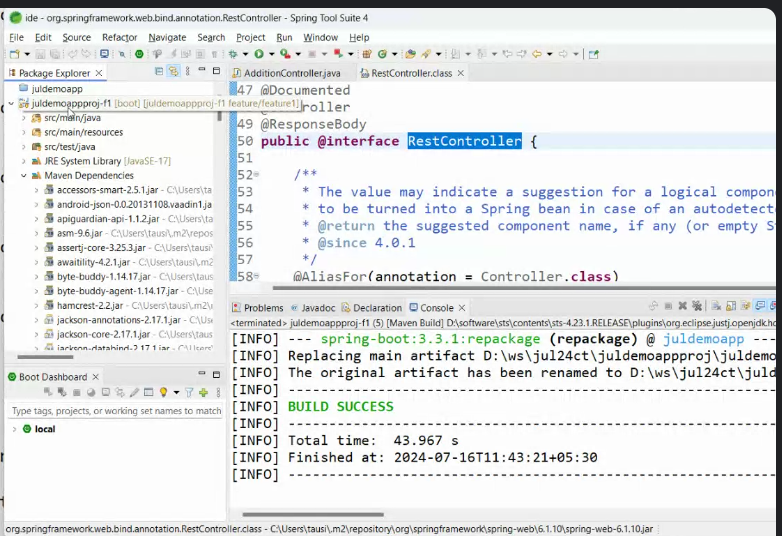 ide - org.springframework.web.bind.annotation.RestController - Spring Tool Suite 4
File Edit Source Refactor Navigate Search Project Run Window Help
Package Explorer
juldemoapp
juldemoappproj-f1 [boot] [juldemoappproj-f1 feature/feature1]
src/main/java
src/main/resources
src/test/java
JRE System Library [JavaSE-17]
Maven Dependencies
accessors-smart-2.5.1.jar - C:\Users\ta
android-json-0.0.20131108.vaadin1.ja
apiguardian-api-1.1.2.jar - C:\Users\ta
asm-9.6.jar - C:\Users\tausi\.m2\repos
assertj-core-3.25.3.jar - C:\Users\tausi
awaitility-4.2.1.jar - C:\Users\tausi\.m
byte-buddy-1.14.17.jar - C:\Users\tau
byte-buddy-agent-1.14.17.jar - C:\User
hamcrest-2.2.jar - C:\Users\tausi\.m2\
jackson-annotations-2.17.1.jar - C:\Us
jackson-core-2.17.1.jar - C:\Users\tau
jackson-databind-2.17.1.jar - C:\Users
AdditionController.java RestController.class
47 @Documented
@Controller
49 @ResponseBody
50 public @interface RestController {
51
52 /**
53 * The value may indicate a suggestion for a logical compon
54 * to be turned into a Spring bean in case of an autodetect
55 * @return the suggested component name, if any (or empty S
56 * @since 4.0.1
57 */
58 @AliasFor(annotation = Controller.class)
Problems Javadoc Declaration Console
<terminated> juldemoappproj-f1 (5) [Maven Build] D:\software\sts\contents\sts-4.23.1.RELEASE\plugins\org.eclipse.justj.openjdk.ho
[INFO] --- spring-boot:3.3.1:repackage (repackage) @ juldemoapp ---
[INFO] Replacing main artifact D:\ws\jul24ct\juldemoappproj\juldemo
[INFO] The original artifact has been renamed to D:\ws\jul24ct\jul
[INFO] ------------------------------------------------------
[INFO] BUILD SUCCESS
[INFO] ------------------------------------------------------
[INFO] Total time: 43.967 s
[INFO] Finished at: 2024-07-16T11:43:21+05:30
[INFO] ------------------------------------------------------
Boot Dashboard
Type tags, projects, or working set names to match
local
org.springframework.web.bind.annotation.RestController.class - C:\Users\tausi\.m2\repository\org\springframework\spring-web\6.1.10\spring-web-6.1.10.jar